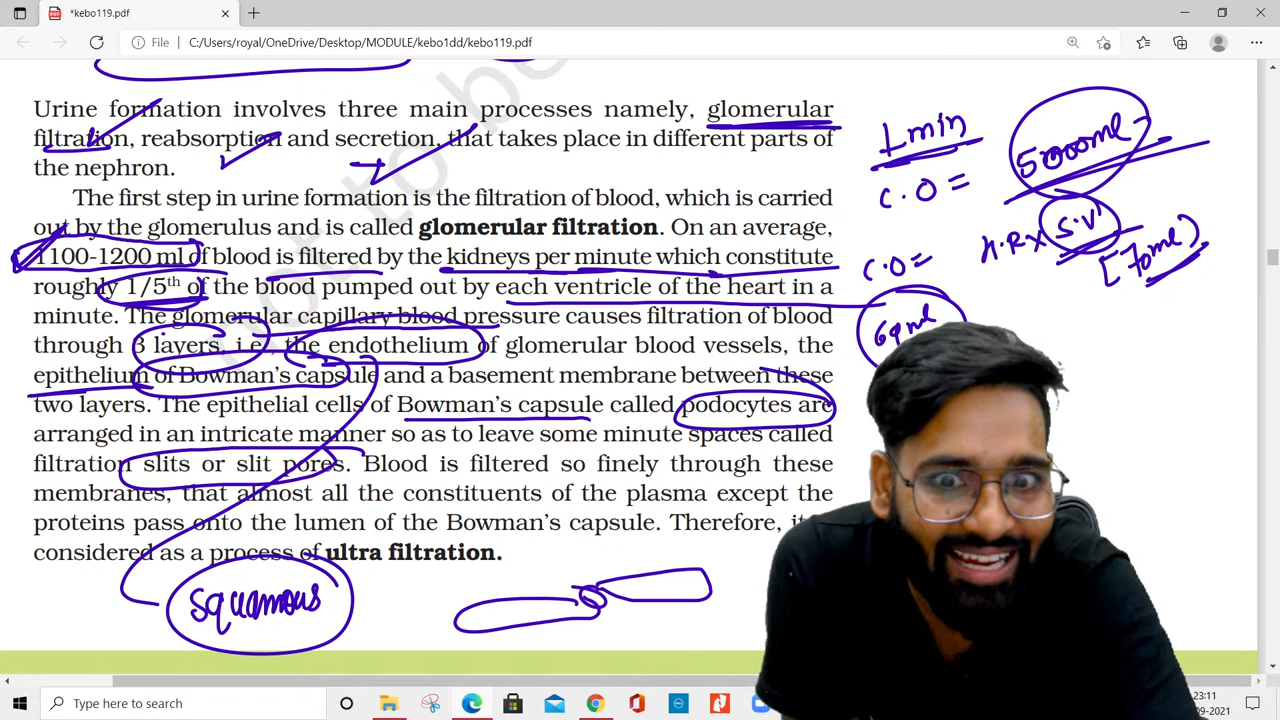 *kebo119.pdf
File C:/Users/royal/OneDrive/Desktop/MODULE/kebo1dd/kebo119.pdf
not to be
Urine formation involves three main processes namely, glomerular
filtration, reabsorption and secretion, that takes place in different parts of
the nephron.
The first step in urine formation is the filtration of blood, which is carried
out by the glomerulus and is called glomerular filtration. On an average,
1100-1200 ml of blood is filtered by the kidneys per minute which constitute
roughly 1/5th of the blood pumped out by each ventricle of the heart in a
minute. The glomerular capillary blood pressure causes filtration of blood
through 3 layers, i.e., the endothelium of glomerular blood vessels, the
epithelium of Bowman's capsule and a basement membrane between these
two layers. The epithelial cells of Bowman's capsule called podocytes are
arranged in an intricate manner so as to leave some minute spaces called
filtration slits or slit pores. Blood is filtered so finely through these
membranes, that almost all the constituents of the plasma except the
proteins pass onto the lumen of the Bowman's capsule. Therefore, it
considered as a process of ultra filtration.
1 min
C.O = 5000ml
C.O = H.R x S.V
[70ml]
squamous
Type here to search
23:11
09-2021